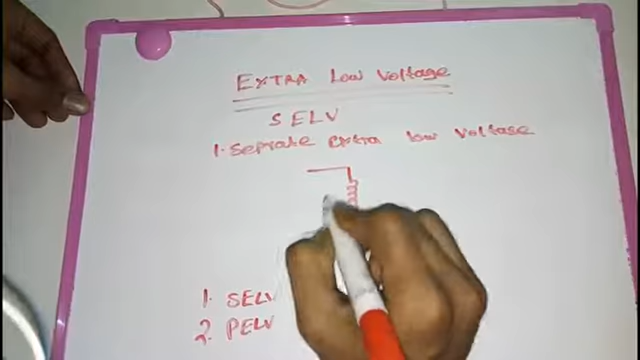 EXTRA Low Voltage
SELV
1. Seprate Extra low Voltage
1. SELV
2. PELV